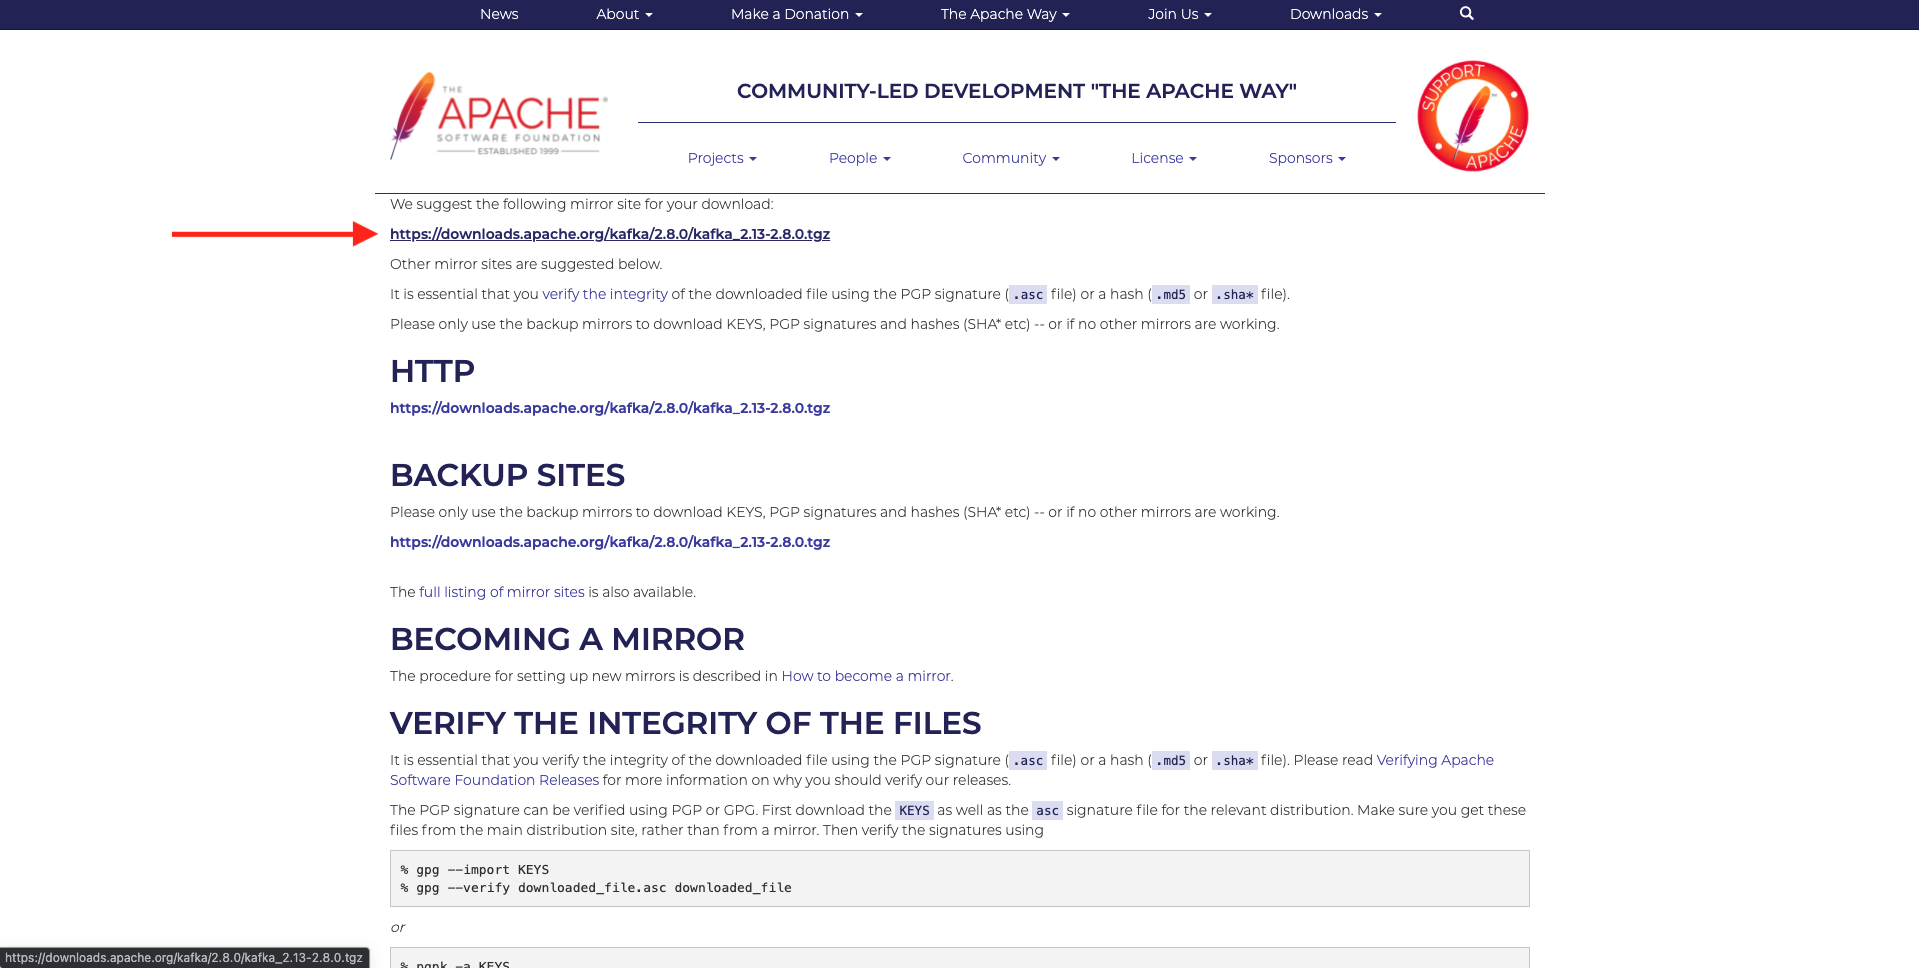 News About Make a Donation The Apache Way Join Us Downloads
THE
APACHE®
SOFTWARE FOUNDATION
ESTABLISHED 1999
COMMUNITY-LED DEVELOPMENT "THE APACHE WAY"
SUPPORT
APACHE
Projects People Community License Sponsors
We suggest the following mirror site for your download:
https://downloads.apache.org/kafka/2.8.0/kafka_2.13-2.8.0.tgz
Other mirror sites are suggested below.
It is essential that you verify the integrity of the downloaded file using the PGP signature (.asc file) or a hash (.md5 or .sha* file).
Please only use the backup mirrors to download KEYS, PGP signatures and hashes (SHA* etc) -- or if no other mirrors are working.
HTTP
https://downloads.apache.org/kafka/2.8.0/kafka_2.13-2.8.0.tgz
BACKUP SITES
Please only use the backup mirrors to download KEYS, PGP signatures and hashes (SHA* etc) -- or if no other mirrors are working.
https://downloads.apache.org/kafka/2.8.0/kafka_2.13-2.8.0.tgz
The full listing of mirror sites is also available.
BECOMING A MIRROR
The procedure for setting up new mirrors is described in How to become a mirror.
VERIFY THE INTEGRITY OF THE FILES
It is essential that you verify the integrity of the downloaded file using the PGP signature (.asc file) or a hash (.md5 or .sha* file). Please read Verifying Apache
Software Foundation Releases for more information on why you should verify our releases.
The PGP signature can be verified using PGP or GPG. First download the KEYS as well as the asc signature file for the relevant distribution. Make sure you get these
files from the main distribution site, rather than from a mirror. Then verify the signatures using
% gpg --import KEYS
% gpg --verify downloaded_file.asc downloaded_file
or
% pgpk -a KEYS
https://downloads.apache.org/kafka/2.8.0/kafka_2.13-2.8.0.tgz